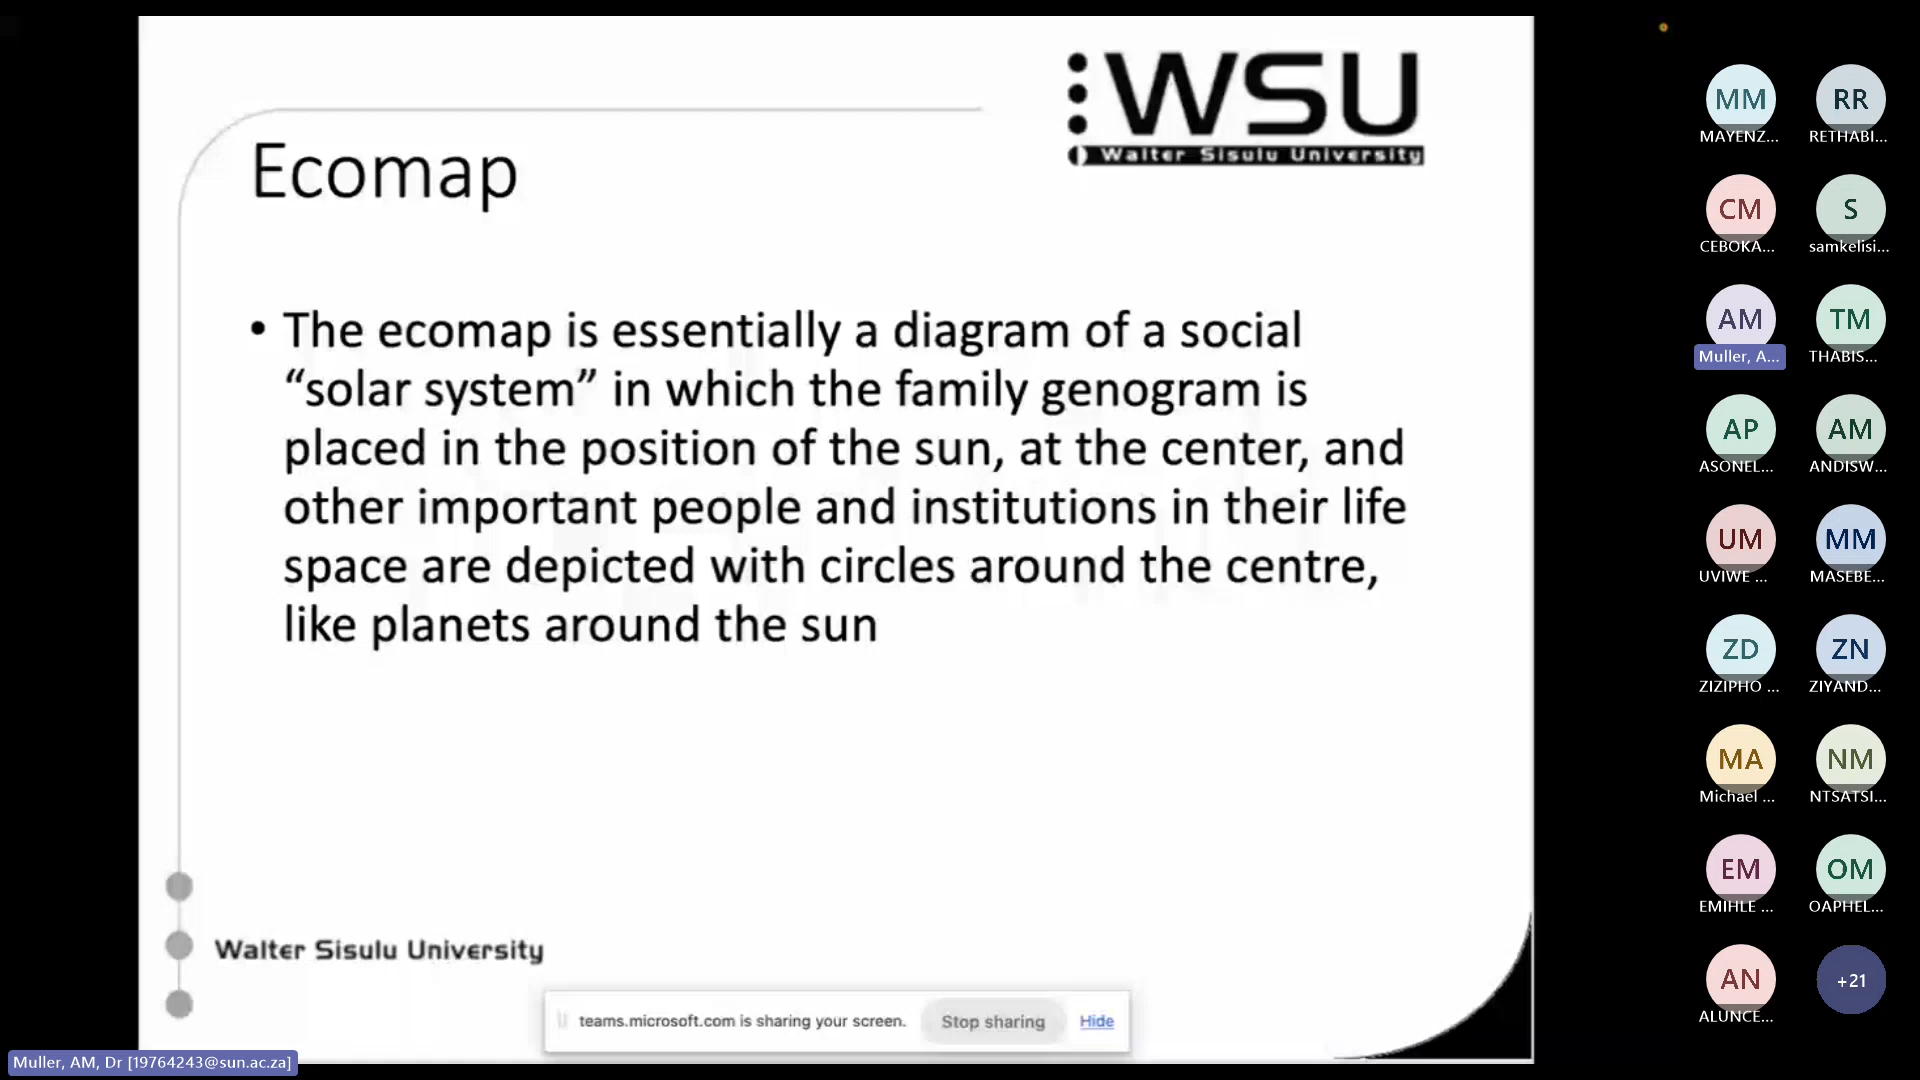 WSU
Walter Sisulu University
Ecomap
• The ecomap is essentially a diagram of a social
“solar system” in which the family genogram is
placed in the position of the sun, at the center, and
other important people and institutions in their life
space are depicted with circles around the centre,
like planets around the sun
Walter Sisulu University
teams.microsoft.com is sharing your screen. Stop sharing Hide
Muller, AM, Dr [19764243@sun.ac.za]
MM RR
MAYENZ... RETHABI...
CM S
CEBOKA... samkelisi...
AM TM
Muller, A... THABIS...
AP AM
ASONEL... ANDISW...
UM MM
UVIWE ... MASEBE...
ZD ZN
ZIZIPHO ... ZIYAND...
MA NM
Michael ... NTSATSI...
EM OM
EMIHLE ... OAPHEL...
AN +21
ALUNCE...